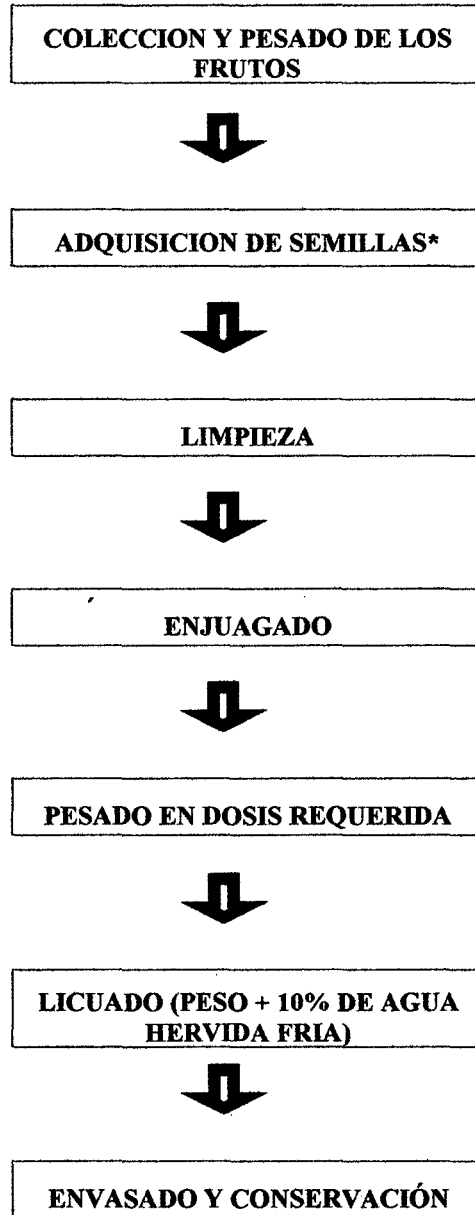 COLECCION Y PESADO DE LOS
FRUTOS
ADQUISICION DE SEMILLAS*
LIMPIEZA
ENJUAGADO
PESADO EN DOSIS REQUERIDA
LICUADO (PESO + 10% DE AGUA
HERVIDA FRIA)
ENVASADO Y CONSERVACIÓN